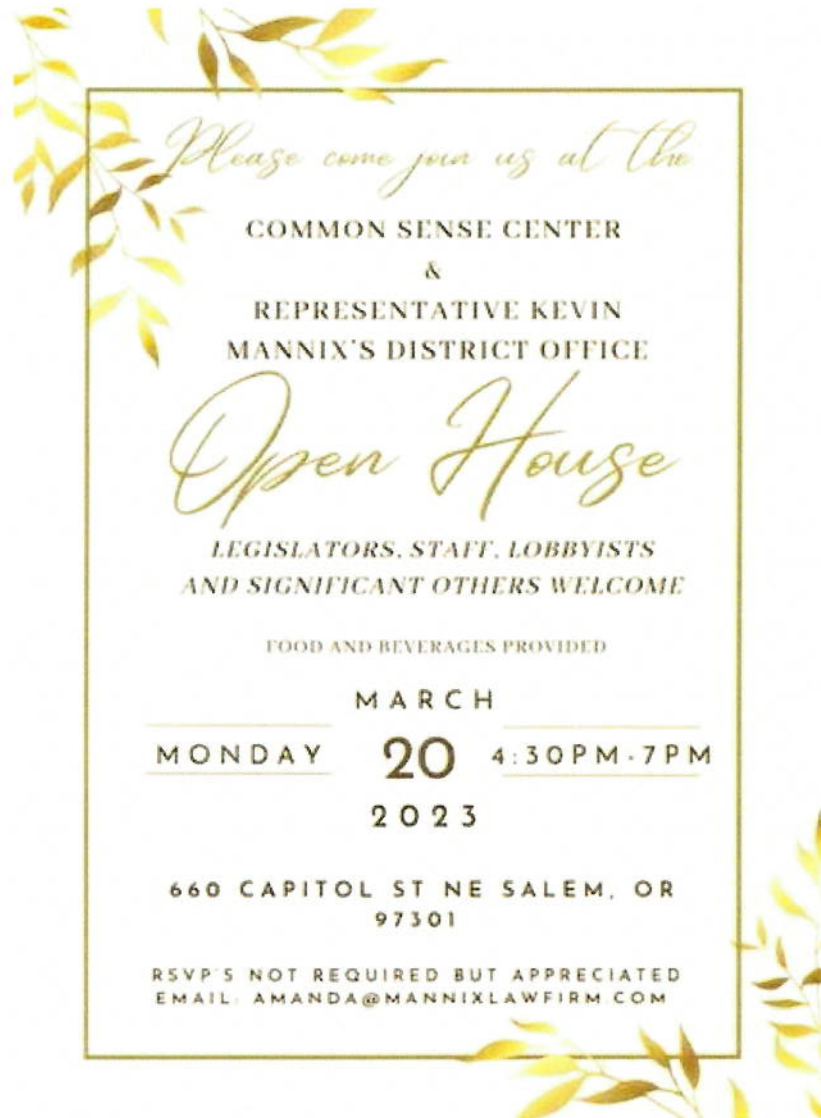 Please come join us at the
COMMON SENSE CENTER
&
REPRESENTATIVE KEVIN
MANNIX'S DISTRICT OFFICE
Open House
LEGISLATORS, STAFF, LOBBYISTS
AND SIGNIFICANT OTHERS WELCOME
FOOD AND BEVERAGES PROVIDED
MARCH
MONDAY 20 4:30PM-7PM
2023
660 CAPITOL ST NE SALEM, OR
97301
RSVP'S NOT REQUIRED BUT APPRECIATED
EMAIL: AMANDA@MANNIXLAWFIRM.COM